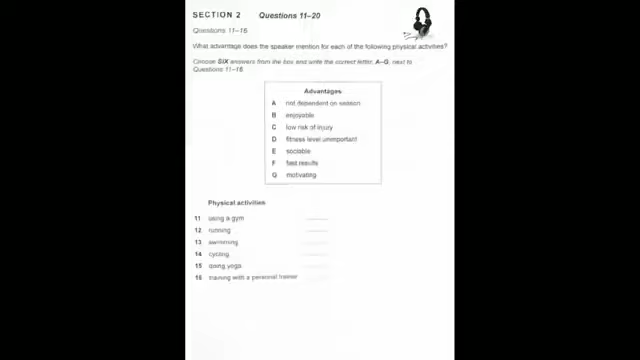 SECTION 2 Questions 11–20
Questions 11–16
What advantage does the speaker mention for each of the following physical activities?
Choose SIX answers from the box and write the correct letter, A–G, next to
Questions 11–16.
Advantages
A not dependent on season
B enjoyable
C low risk of injury
D fitness level unimportant
E sociable
F fast results
G motivating
Physical activities
11 using a gym
12 running
13 swimming
14 cycling
15 doing yoga
16 training with a personal trainer